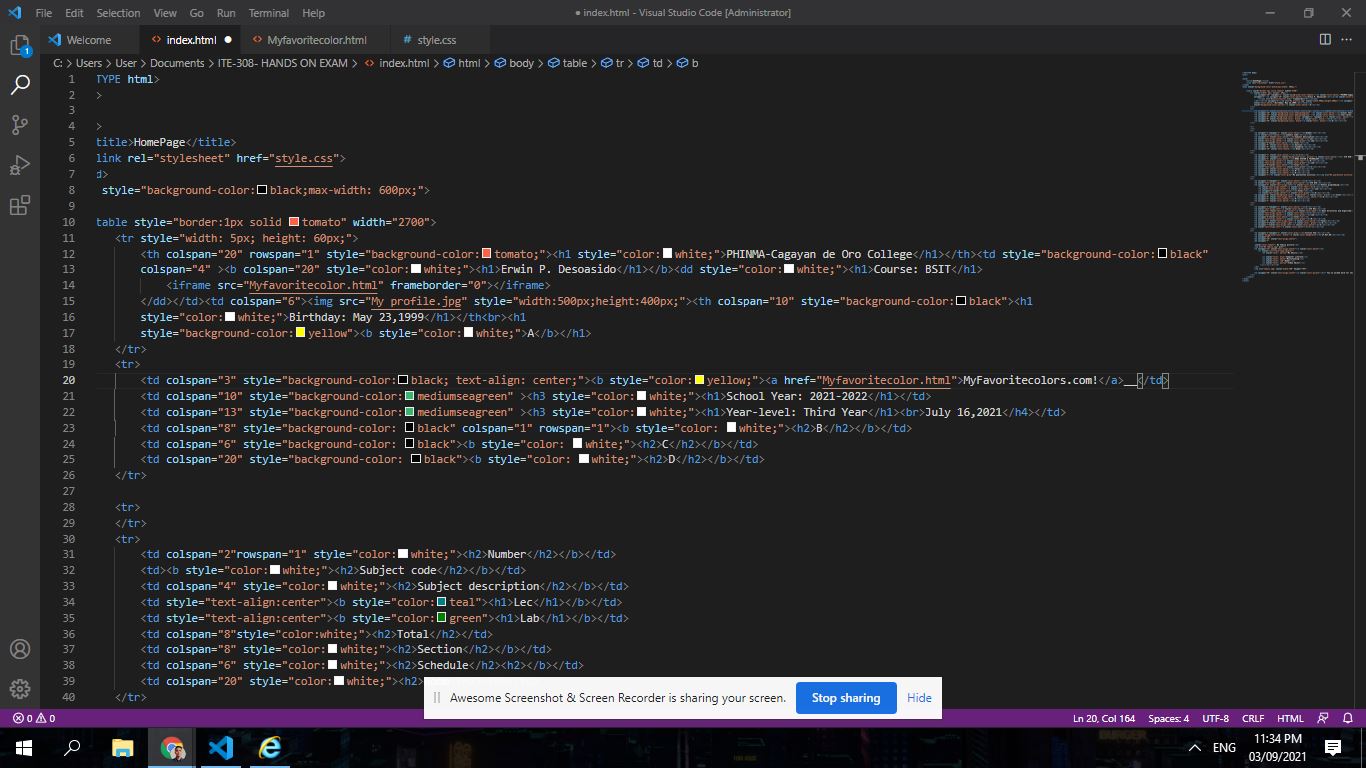 File Edit Selection View Go Run Terminal Help
● index.html - Visual Studio Code [Administrator]
Welcome
<> index.html ●
<> Myfavoritecolor.html
# style.css
1
C: > Users > User > Documents > ITE-308- HANDS ON EXAM > <> index.html > html > body > table > tr > td > b
1 TYPE html>
2 >
3
4 >
5 title>HomePage</title>
6 link rel="stylesheet" href="style.css">
7 d>
8 style="background-color:black;max-width: 600px;">
9
10 table style="border:1px solid tomato" width="2700">
11 <tr style="width: 5px; height: 60px;">
12 <th colspan="20" rowspan="1" style="background-color:tomato;"><h1 style="color:white;">PHINMA-Cagayan de Oro College</h1></th><td style="background-color:black"
13 colspan="4" ><b colspan="20" style="color:white;"><h1>Erwin P. Desoasido</h1></b><dd style="color:white;"><h1>Course: BSIT</h1>
14 <iframe src="Myfavoritecolor.html" frameborder="0"></iframe>
15 </dd></td><td colspan="6"><img src="My profile.jpg" style="width:500px;height:400px;"><th colspan="10" style="background-color:black"><h1
16 style="color:white;">Birthday: May 23,1999</h1></th<br><h1
17 style="background-color:yellow"><b style="color:white;">A</b></h1>
18 </tr>
19 <tr>
20 <td colspan="3" style="background-color:black; text-align: center;"><b style="color:yellow;"><a href="Myfavoritecolor.html">MyFavoritecolors.com!</a>__</td>
21 <td colspan="10" style="background-color:mediumseagreen" ><h3 style="color:white;"><h1>School Year: 2021-2022</h1></td>
22 <td colspan="13" style="background-color:mediumseagreen" ><h3 style="color:white;"><h1>Year-level: Third Year</h1><br>July 16,2021</h4></td>
23 <td colspan="8" style="background-color: black" colspan="1" rowspan="1"><b style="color: white;"><h2>B</h2></b></td>
24 <td colspan="6" style="background-color: black"><b style="color: white;"><h2>C</h2></b></td>
25 <td colspan="20" style="background-color: black"><b style="color: white;"><h2>D</h2></b></td>
26 </tr>
27
28 <tr>
29 </tr>
30 <tr>
31 <td colspan="2"rowspan="1" style="color:white;"><h2>Number</h2></b></td>
32 <td><b style="color:white;"><h2>Subject code</h2></b></td>
33 <td colspan="4" style="color:white;"><h2>Subject description</h2></b></td>
34 <td style="text-align:center"><b style="color:teal"><h1>Lec</h1></b></td>
35 <td style="text-align:center"><b style="color:green"><h1>Lab</h1></b></td>
36 <td colspan="8"style="color:white;"><h2>Total</h2></td>
37 <td colspan="8" style="color:white;"><h2>Section</h2></b></td>
38 <td colspan="6" style="color:white;"><h2>Schedule</h2><h2></b></td>
39 <td colspan="20" style="color:white;"><h2>
40 </tr>
Awesome Screenshot & Screen Recorder is sharing your screen. Stop sharing Hide
0 0
Ln 20, Col 164 Spaces: 4 UTF-8 CRLF HTML
ENG
11:34 PM
03/09/2021